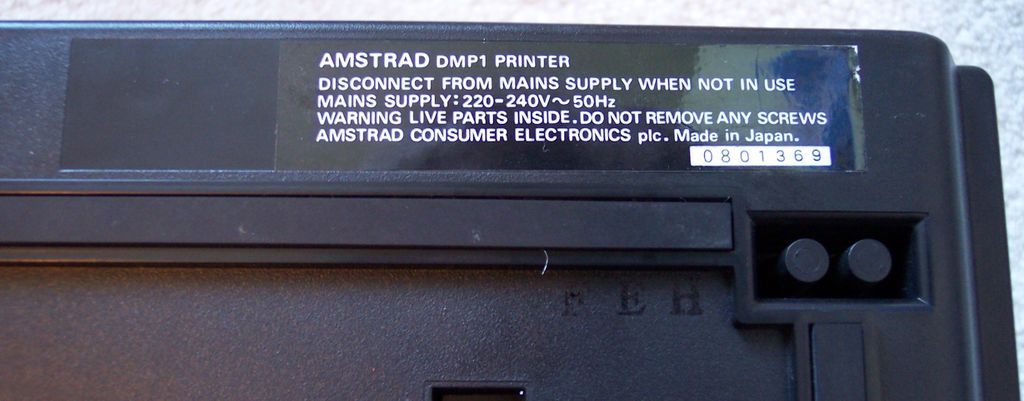 AMSTRAD DMP1 PRINTER
DISCONNECT FROM MAINS SUPPLY WHEN NOT IN USE
MAINS SUPPLY: 220-240V~50Hz
WARNING LIVE PARTS INSIDE. DO NOT REMOVE ANY SCREWS
AMSTRAD CONSUMER ELECTRONICS plc. Made in Japan.
0801369